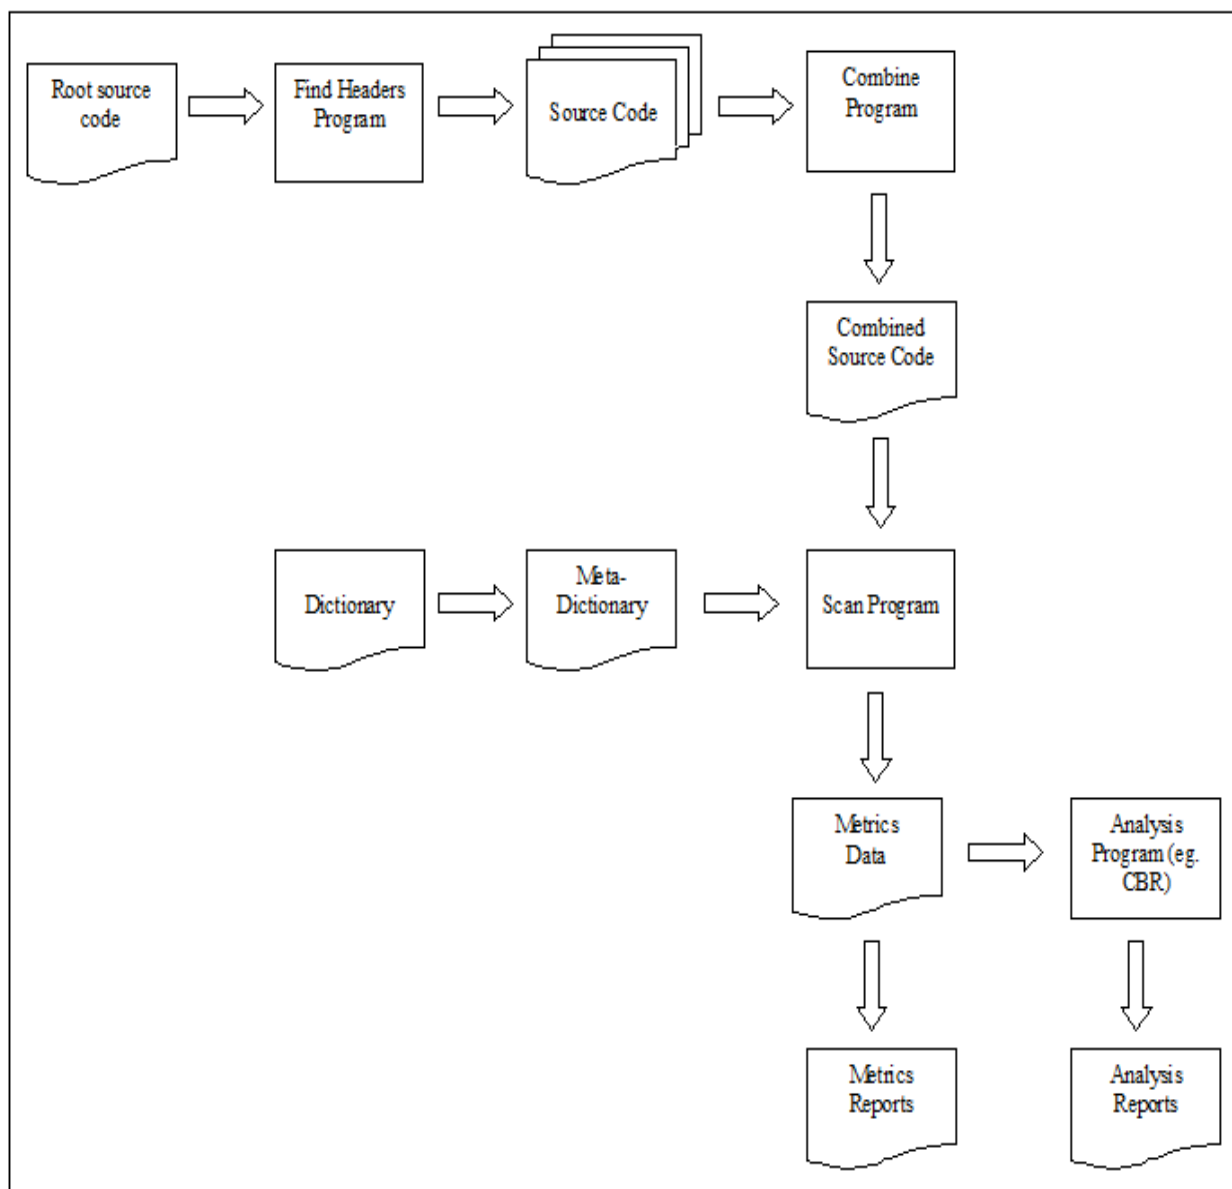 Root source
code
Find Headers
Program
Source Code
Combine
Program
Combined
Source Code
Dictionary
Meta-
Dictionary
Scan Program
Metrics
Data
Analysis
Program (eg.
CBR)
Metrics
Reports
Analysis
Reports